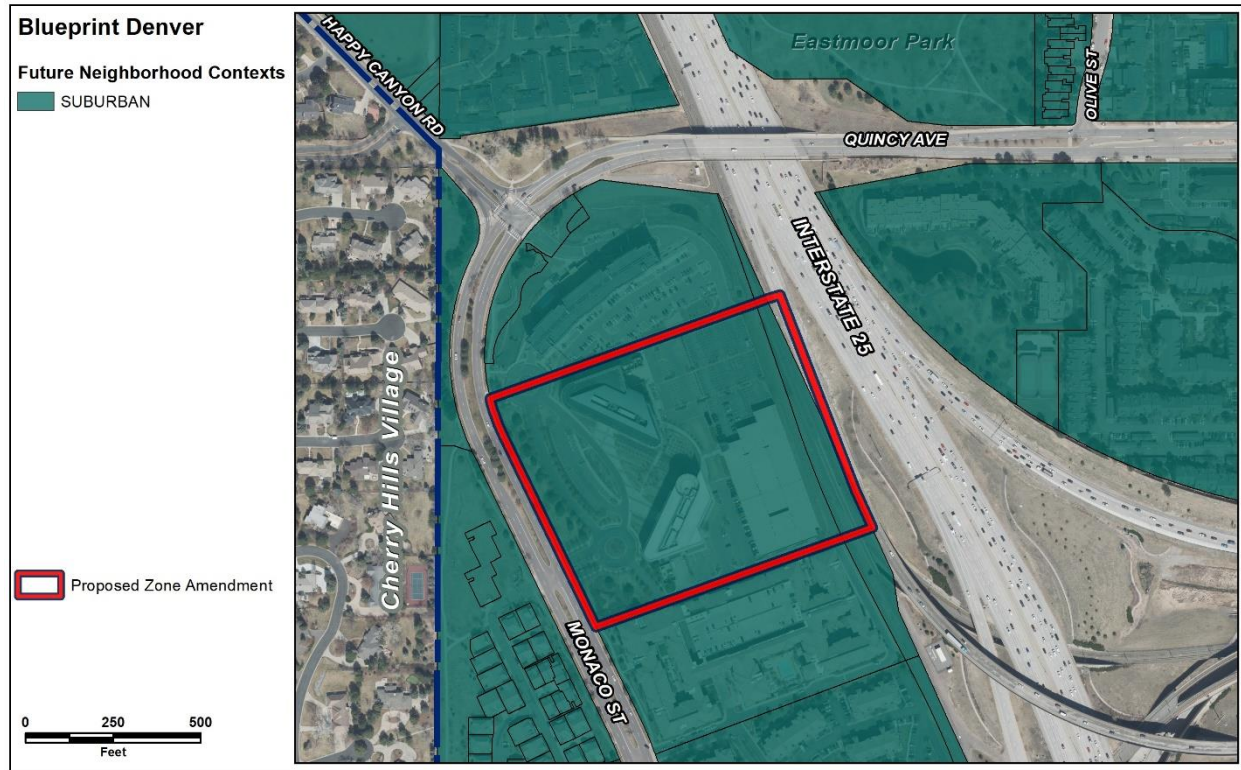 Blueprint Denver
Future Neighborhood Contexts
SUBURBAN
Proposed Zone Amendment
0 250 500
Feet
HAPPY CANYON RD
Eastmoor Park
OLIVE ST
QUINCY AVE
INTERSTATE 25
Cherry Hills Village
MONACO ST